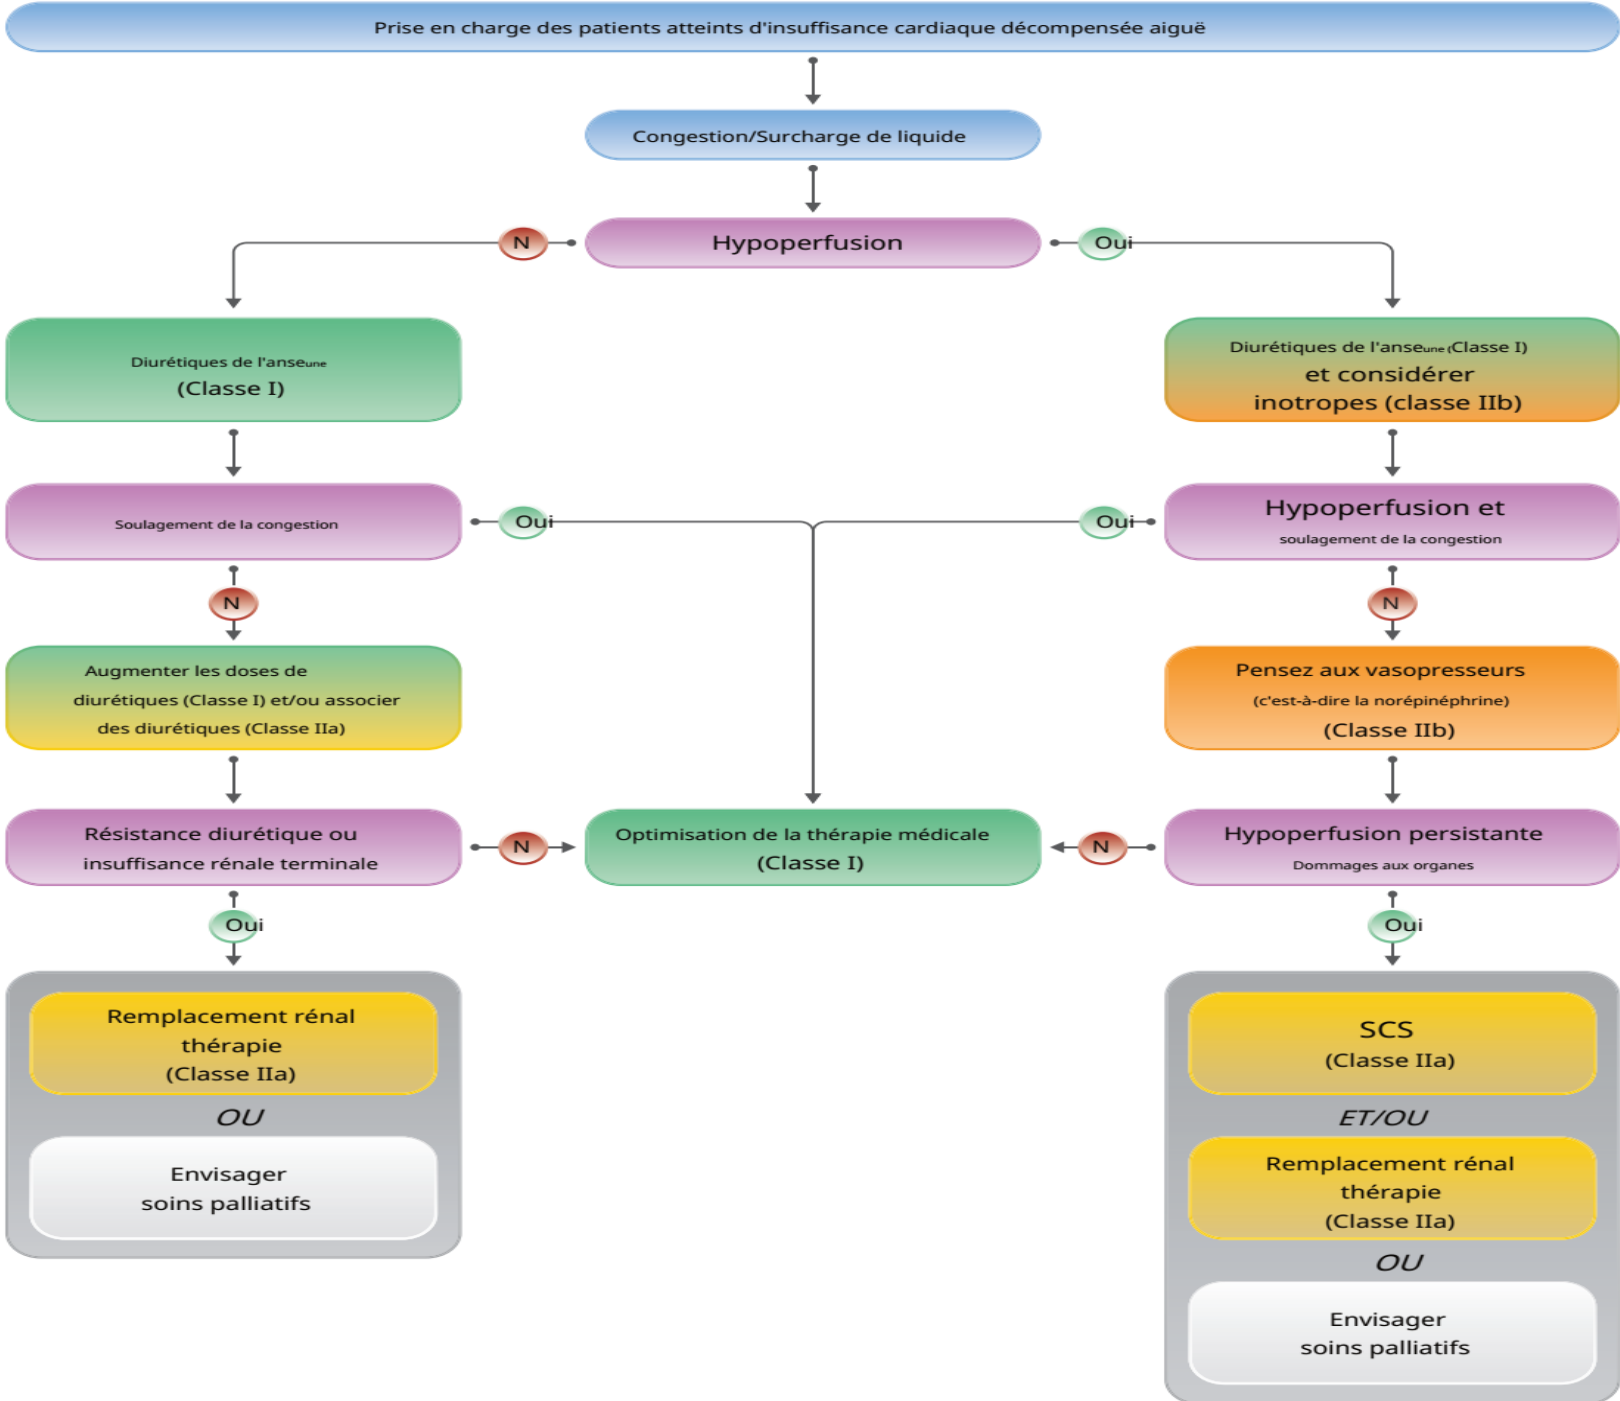 Prise en charge des patients atteints d'insuffisance cardiaque décompensée aiguë
Congestion/Surcharge de liquide
N
Hypoperfusion
Oui
Diurétiques de l'anseune
(Classe I)
Diurétiques de l'anseune (Classe I)
et considérer
inotropes (classe IIb)
Soulagement de la congestion
Oui
Oui
Hypoperfusion et
soulagement de la congestion
N
N
Augmenter les doses de
diurétiques (Classe I) et/ou associer
des diurétiques (Classe IIa)
Pensez aux vasopresseurs
(c'est-à-dire la norépinéphrine)
(Classe IIb)
Résistance diurétique ou
insuffisance rénale terminale
N
Optimisation de la thérapie médicale
(Classe I)
N
Hypoperfusion persistante
Dommages aux organes
Oui
Oui
Remplacement rénal
thérapie
(Classe IIa)
OU
Envisager
soins palliatifs
SCS
(Classe IIa)
ET/OU
Remplacement rénal
thérapie
(Classe IIa)
OU
Envisager
soins palliatifs